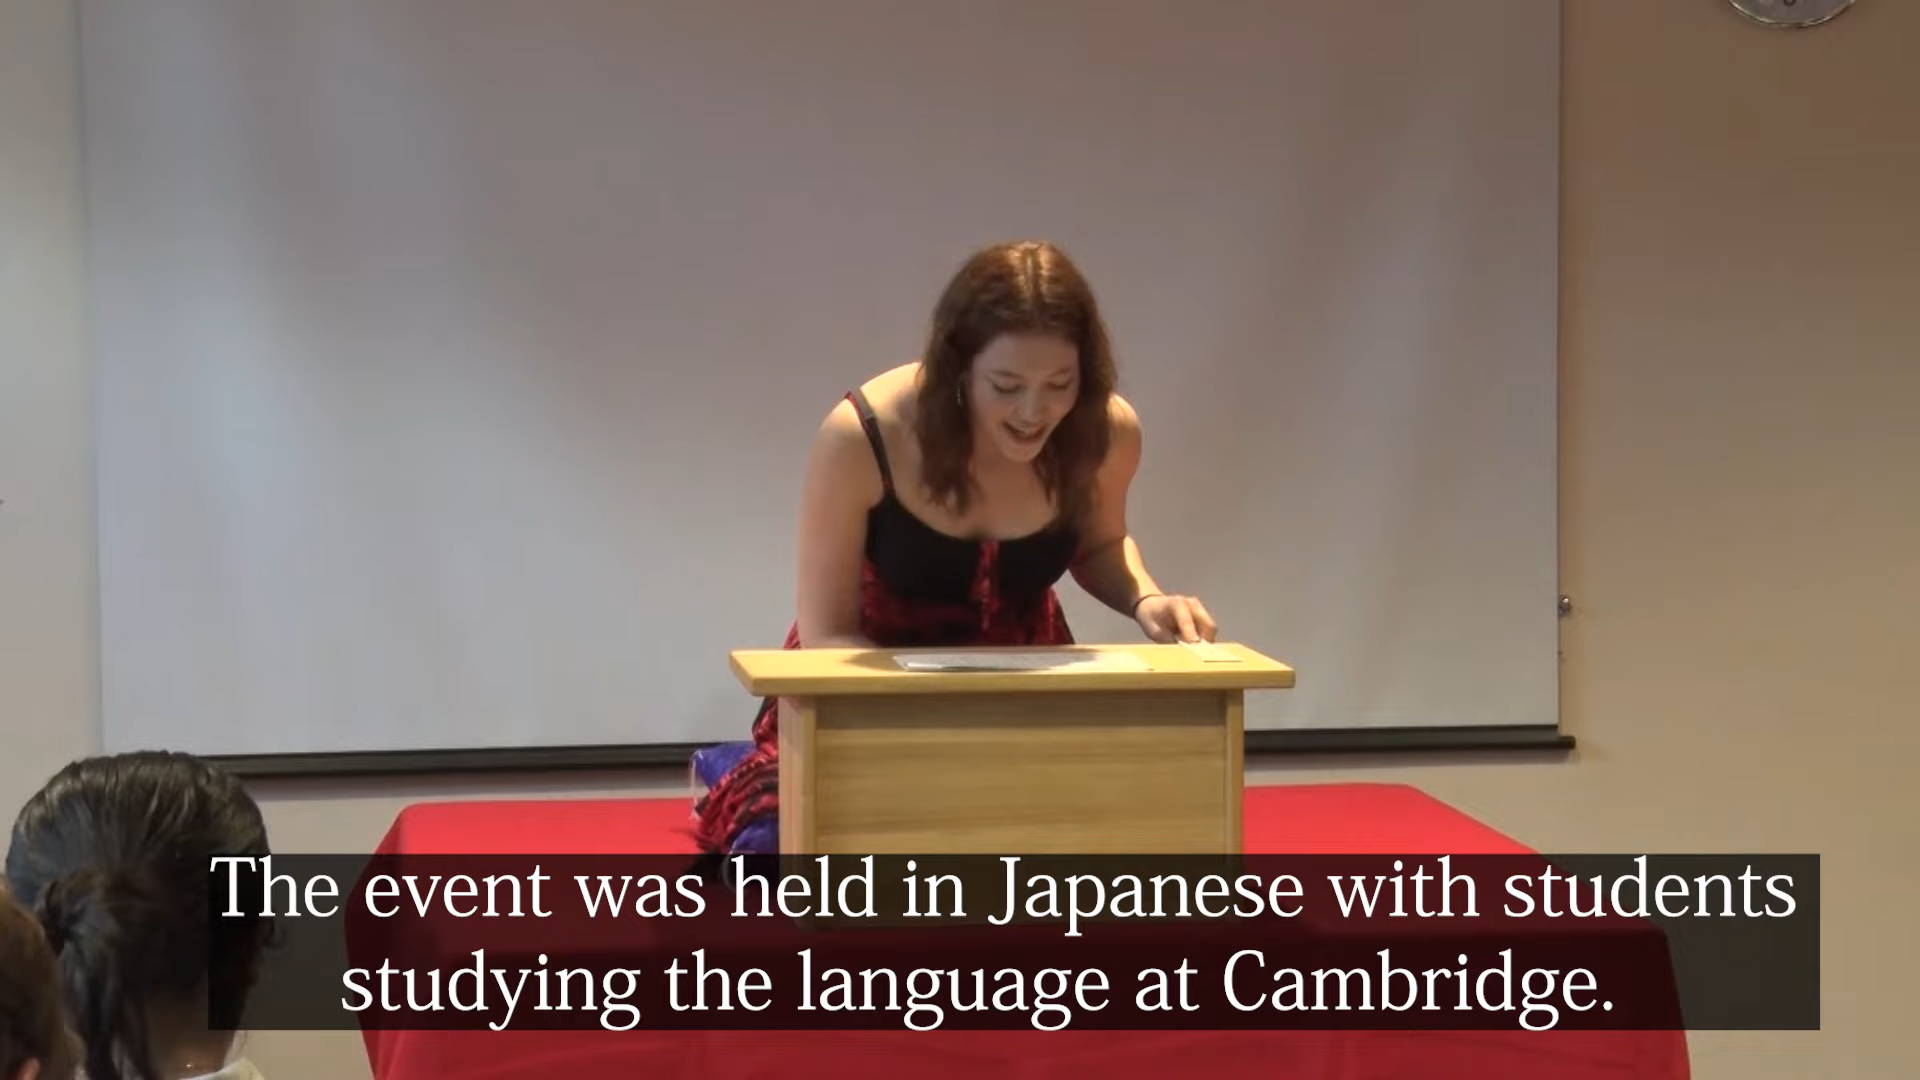 The event was held in Japanese with students
studying the language at Cambridge.